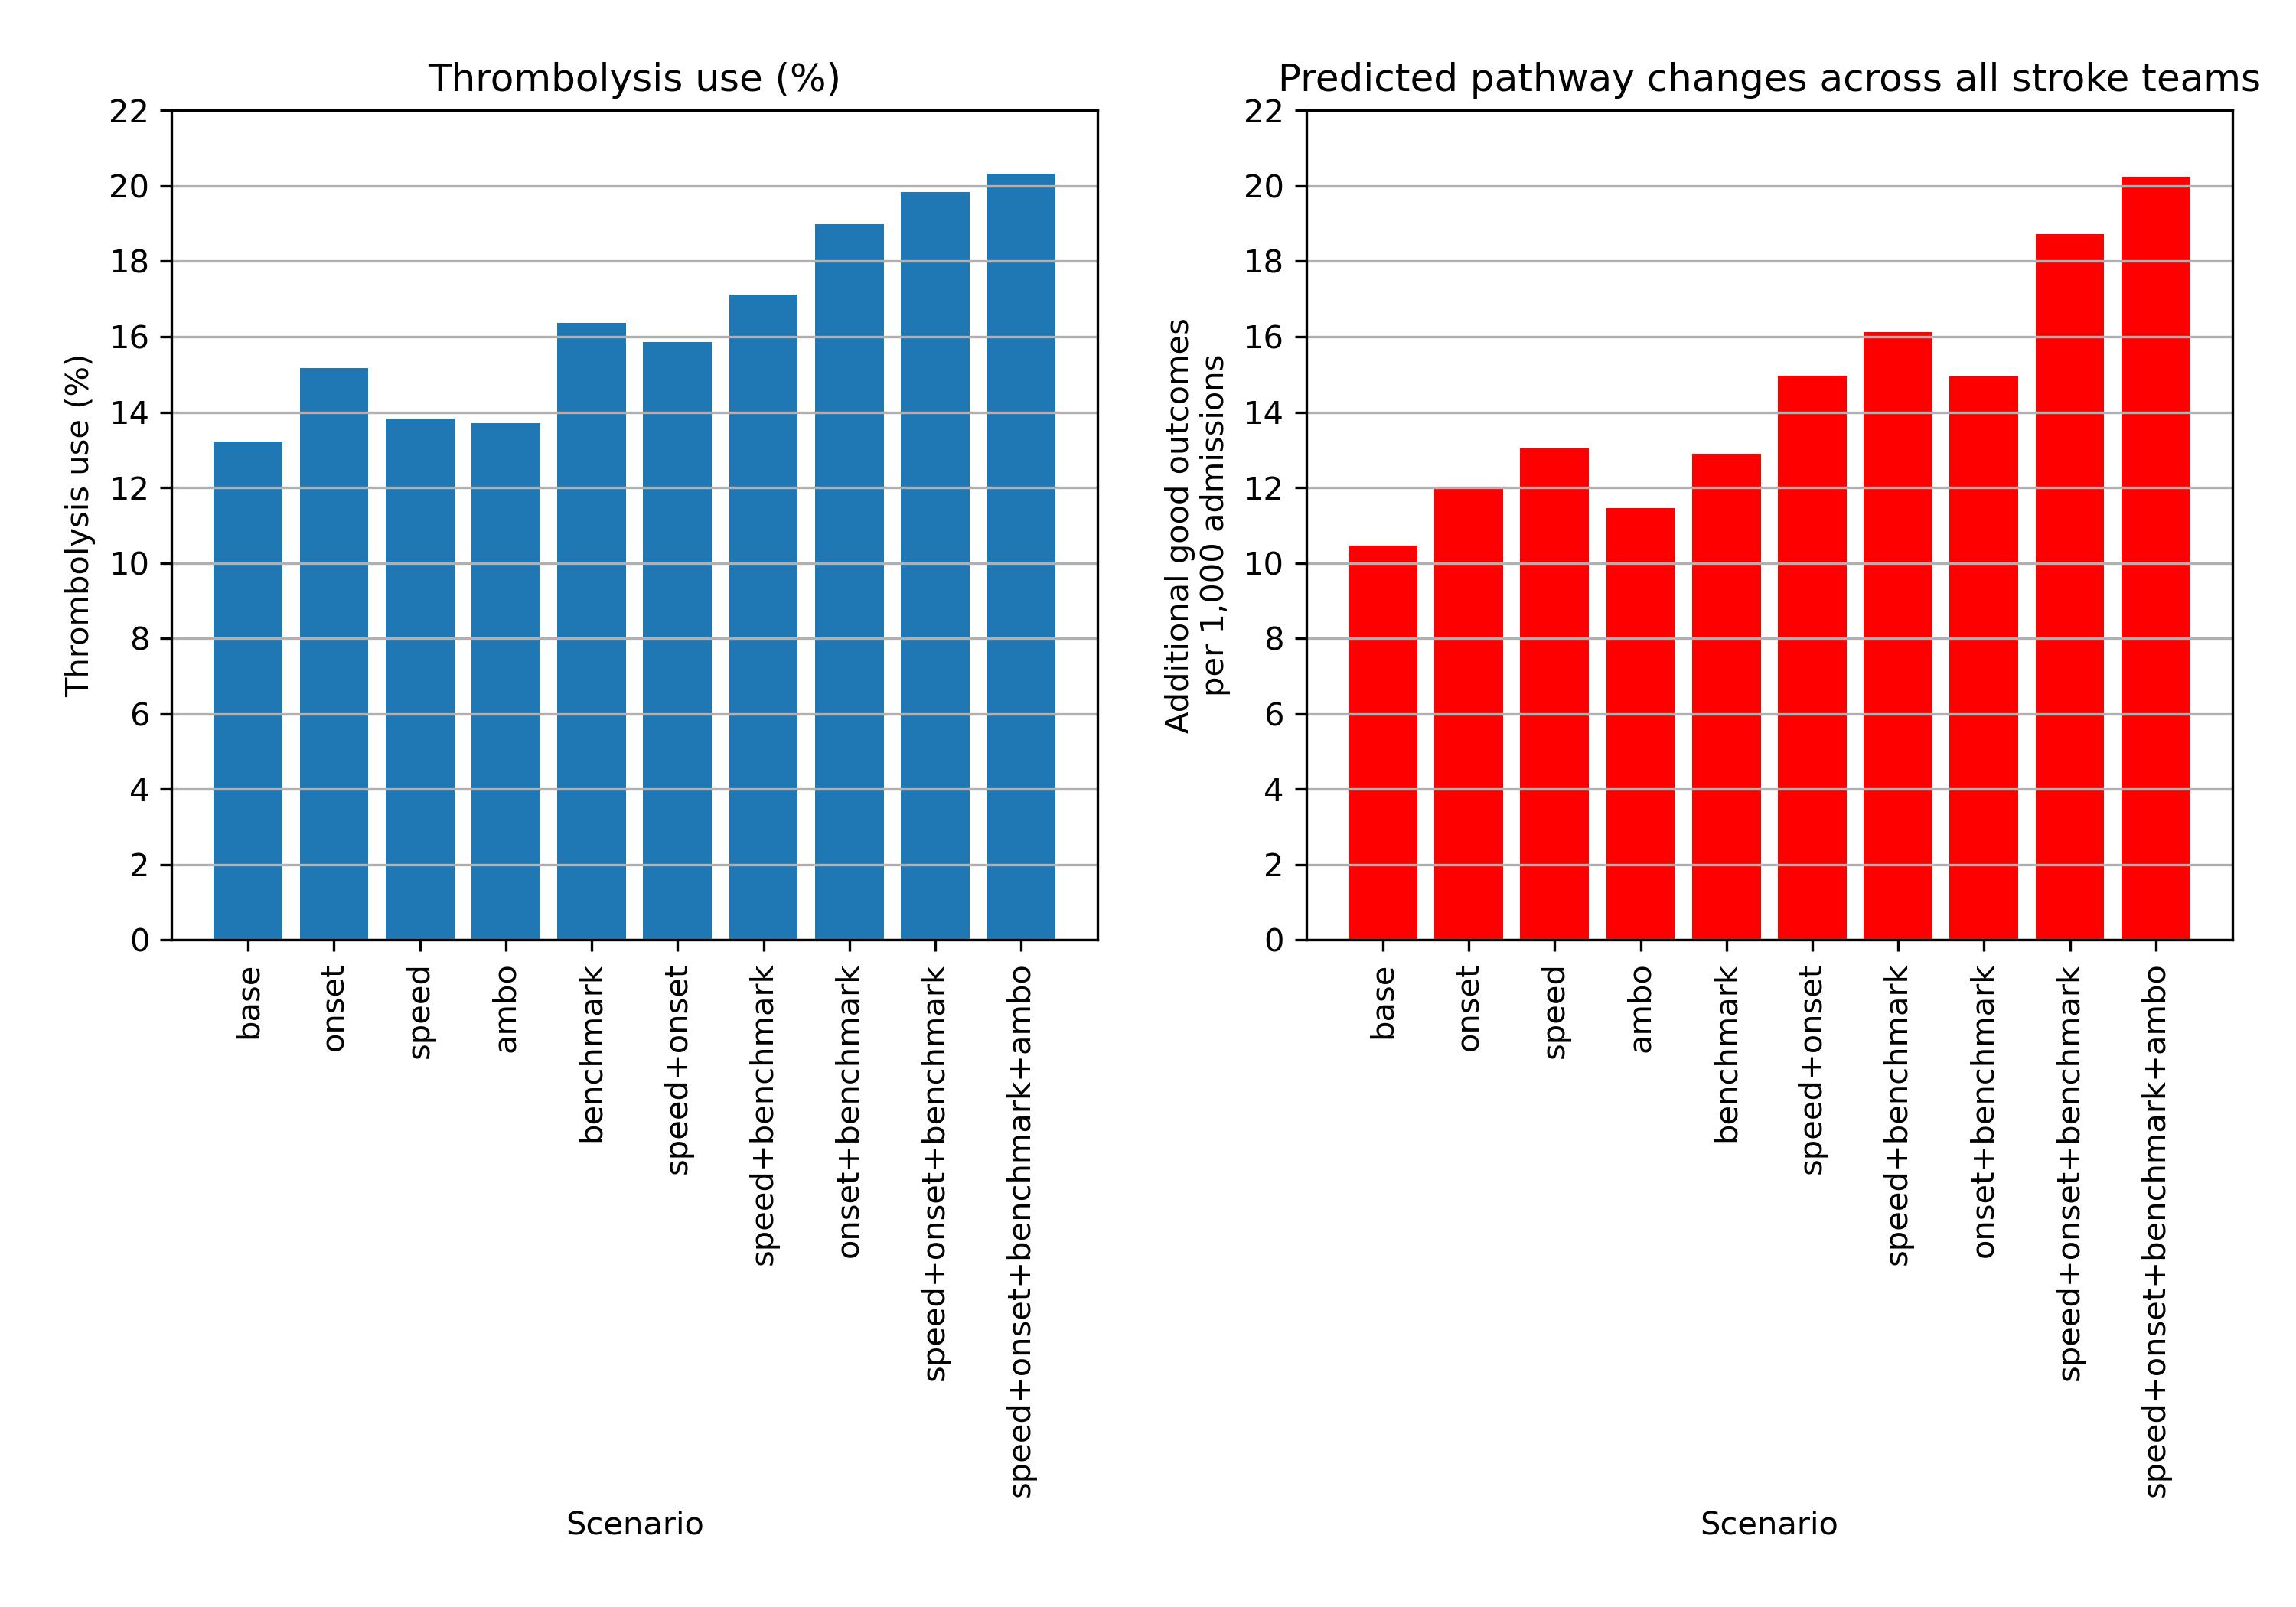 Thrombolysis use (%)
Thrombolysis use (%)
22
20
18
16
14
12
10
8
6
4
2
0
base
onset
speed
ambo
benchmark
speed+onset
speed+benchmark
onset+benchmark
speed+onset+benchmark
speed+onset+benchmark+ambo
Scenario
Predicted pathway changes across all stroke teams
Additional good outcomes
per 1,000 admissions
22
20
18
16
14
12
10
8
6
4
2
0
base
onset
speed
ambo
benchmark
speed+onset
speed+benchmark
onset+benchmark
speed+onset+benchmark
speed+onset+benchmark+ambo
Scenario